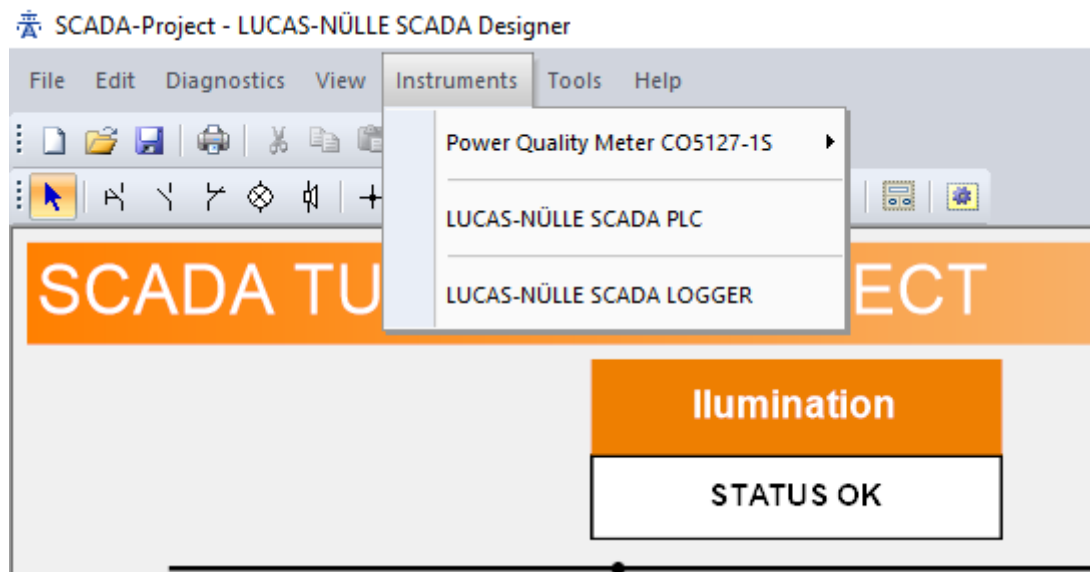 SCADA-Project - LUCAS-NÜLLE SCADA Designer
File Edit Diagnostics View Instruments Tools Help
Power Quality Meter CO5127-1S
LUCAS-NÜLLE SCADA PLC
LUCAS-NÜLLE SCADA LOGGER
SCADA TU ECT
Ilumination
STATUS OK